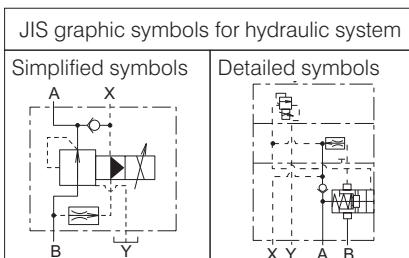 JIS graphic symbols for hydraulic system
Simplified symbols
Detailed symbols
A X
B Y
X Y A B